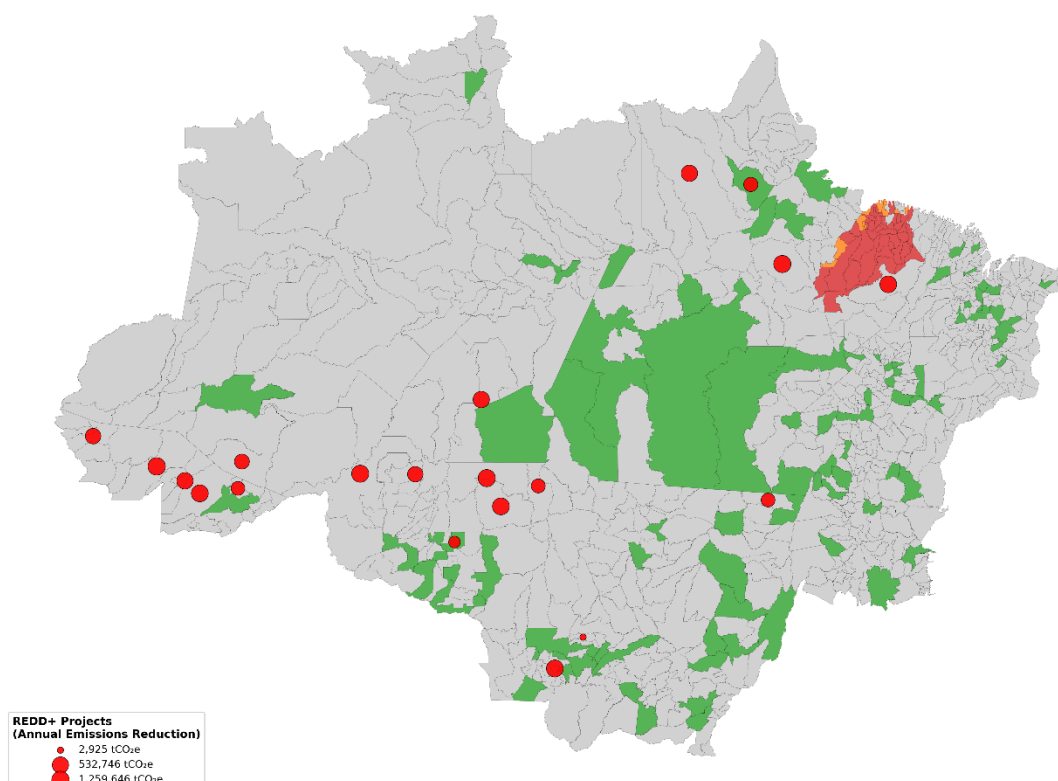 REDD+ Projects
(Annual Emissions Reduction)
2,925 tCO₂e
532,746 tCO₂e
1,259,646 tCO₂e